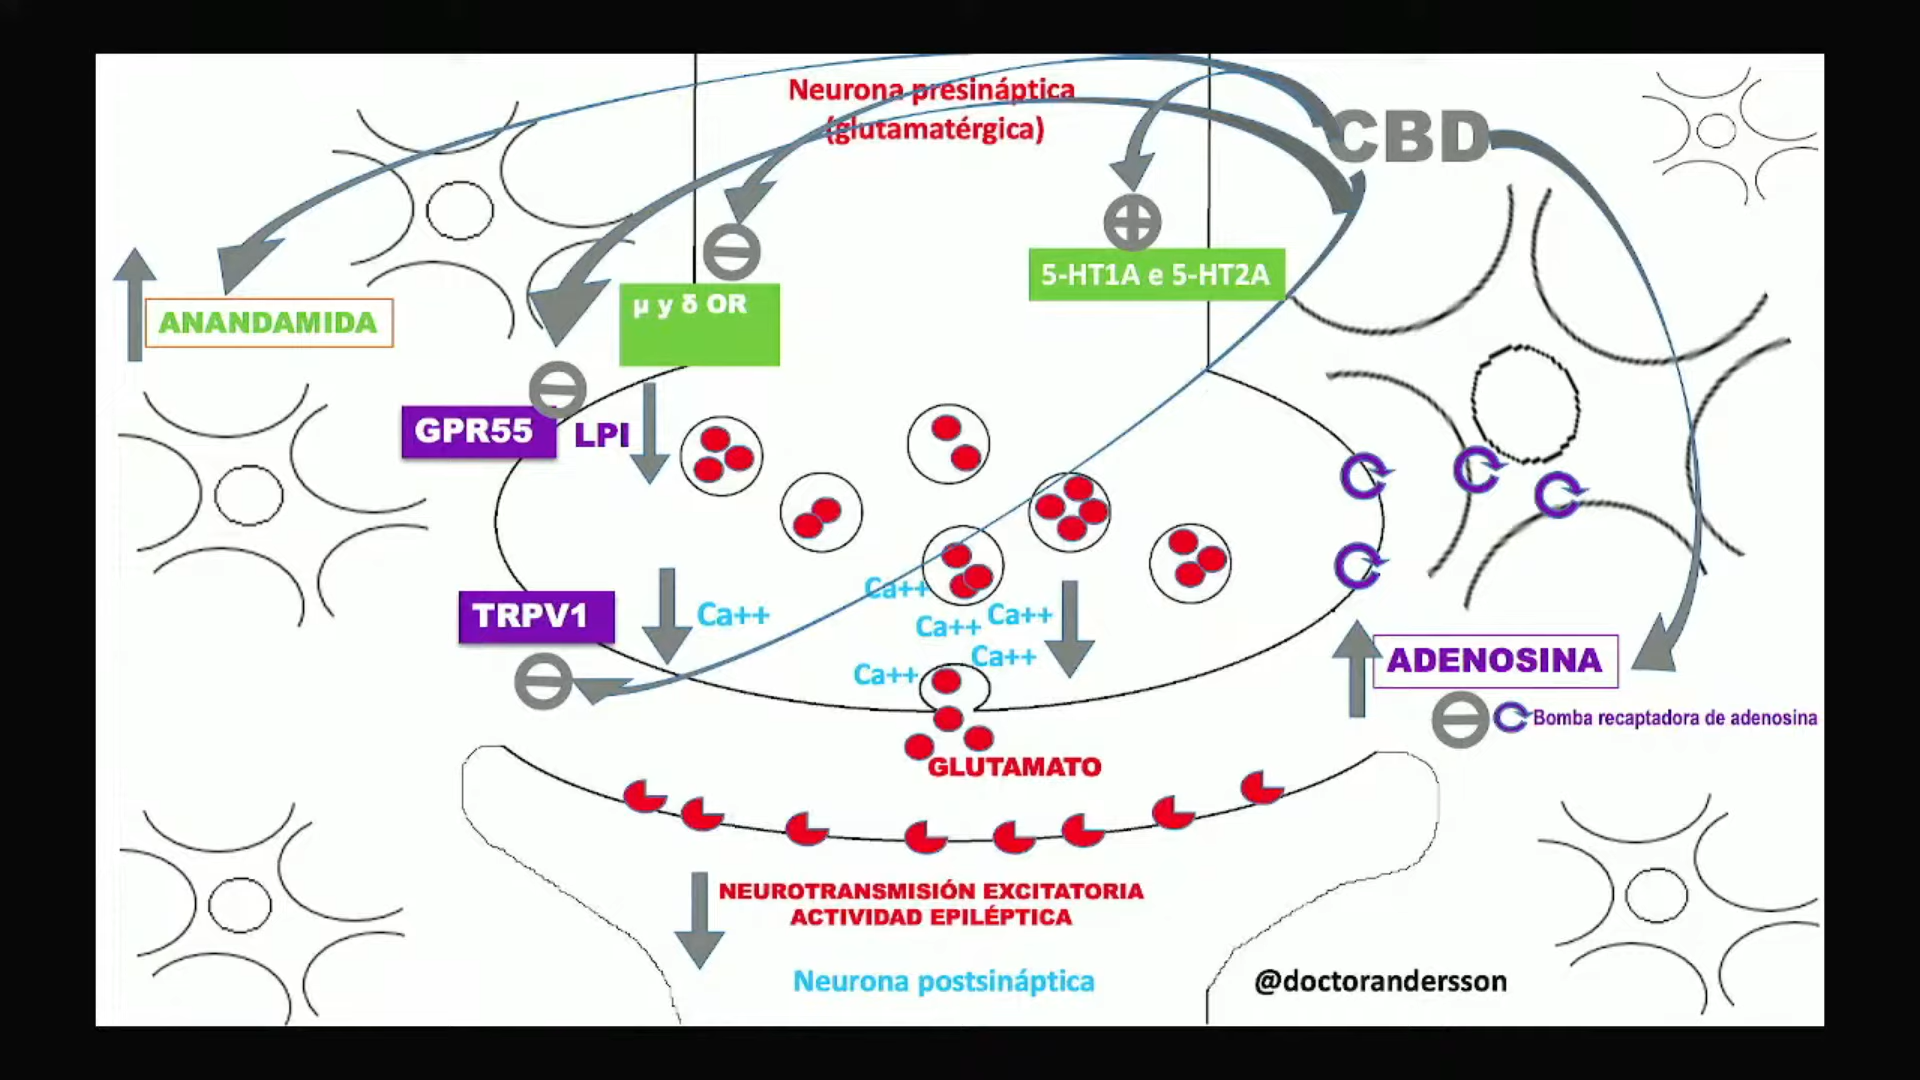 Neurona presináptica
(glutamatérgica)
CBD
5-HT1A e 5-HT2A
µ y δ OR
ANANDAMIDA
GPR55
LPI
TRPV1
Ca++
Ca++
Ca++
Ca++
Ca++
Ca++
ADENOSINA
Bomba recaptadora de adenosina
GLUTAMATO
NEUROTRANSMISIÓN EXCITATORIA
ACTIVIDAD EPILÉPTICA
Neurona postsináptica
@doctorandersson